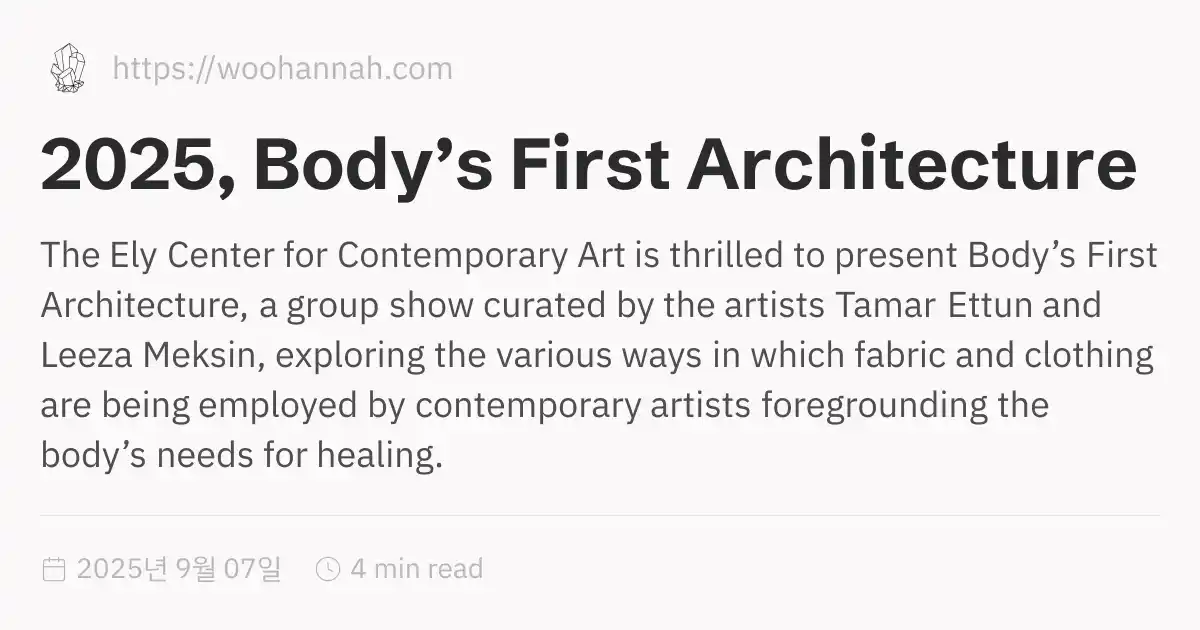 https://woohannah.com
2025, Body’s First Architecture
The Ely Center for Contemporary Art is thrilled to present Body’s First
Architecture, a group show curated by the artists Tamar Ettun and
Leeza Meksin, exploring the various ways in which fabric and clothing
are being employed by contemporary artists foregrounding the
body’s needs for healing.
2025년 9월 07일 4 min read